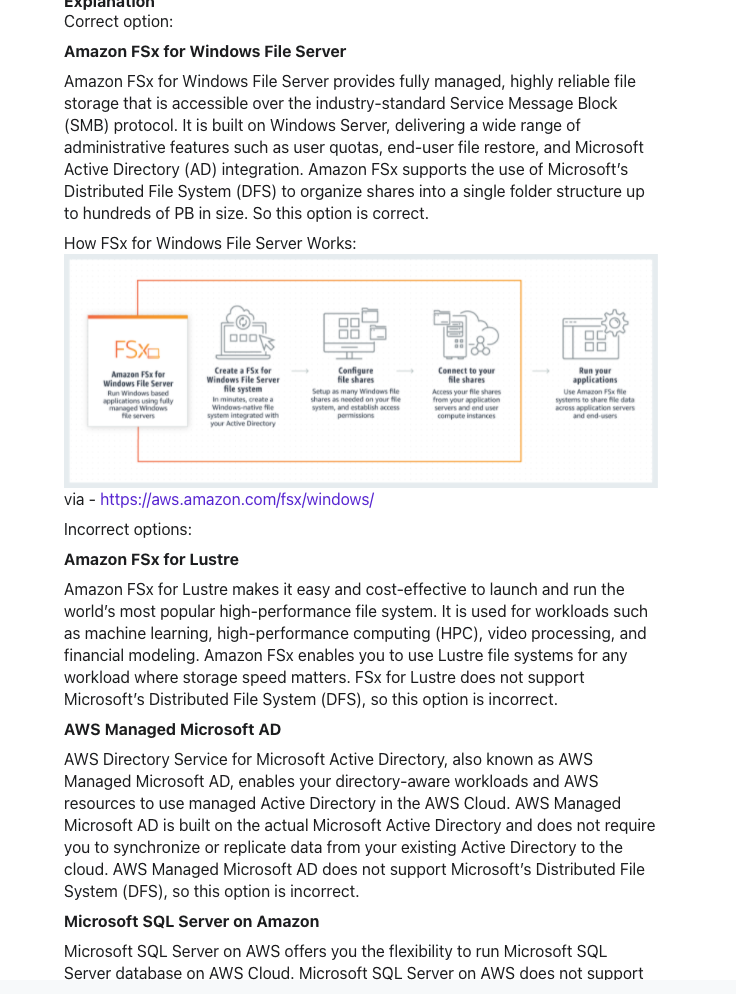 Explanation
Correct option:
Amazon FSx for Windows File Server
Amazon FSx for Windows File Server provides fully managed, highly reliable file
storage that is accessible over the industry-standard Service Message Block
(SMB) protocol. It is built on Windows Server, delivering a wide range of
administrative features such as user quotas, end-user file restore, and Microsoft
Active Directory (AD) integration. Amazon FSx supports the use of Microsoft’s
Distributed File System (DFS) to organize shares into a single folder structure up
to hundreds of PB in size. So this option is correct.
How FSx for Windows File Server Works:
FSx
Amazon FSx for
Windows File Server
Run Windows based
applications using fully
managed Windows
file servers
Create a FSx for
Windows File Server
file system
In minutes, create a
Windows-native file
system integrated with
your Active Directory
Configure
file shares
Setup as many Windows file
shares as needed on your file
system, and establish access
permissions
Connect to your
file shares
Access your file shares
from your application
servers and end user
compute instances
Run your
applications
Use Amazon FSx file
systems to share file data
across application servers
and end-users
via - https://aws.amazon.com/fsx/windows/
Incorrect options:
Amazon FSx for Lustre
Amazon FSx for Lustre makes it easy and cost-effective to launch and run the
world’s most popular high-performance file system. It is used for workloads such
as machine learning, high-performance computing (HPC), video processing, and
financial modeling. Amazon FSx enables you to use Lustre file systems for any
workload where storage speed matters. FSx for Lustre does not support
Microsoft’s Distributed File System (DFS), so this option is incorrect.
AWS Managed Microsoft AD
AWS Directory Service for Microsoft Active Directory, also known as AWS
Managed Microsoft AD, enables your directory-aware workloads and AWS
resources to use managed Active Directory in the AWS Cloud. AWS Managed
Microsoft AD is built on the actual Microsoft Active Directory and does not require
you to synchronize or replicate data from your existing Active Directory to the
cloud. AWS Managed Microsoft AD does not support Microsoft’s Distributed File
System (DFS), so this option is incorrect.
Microsoft SQL Server on Amazon
Microsoft SQL Server on AWS offers you the flexibility to run Microsoft SQL
Server database on AWS Cloud. Microsoft SQL Server on AWS does not support